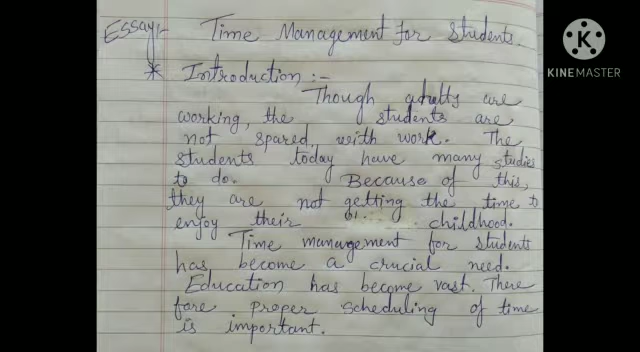 Essay:- Time Management for Students.
* Introduction :-
Though adults are
working, the students are
not spared with work. The
students today have many studies
to do. Because of this,
they are not getting the time to
enjoy their childhood.
Time management for students
has become a crucial need.
Education has become vast. There
fore proper scheduling of time
is important.
KINEMASTER